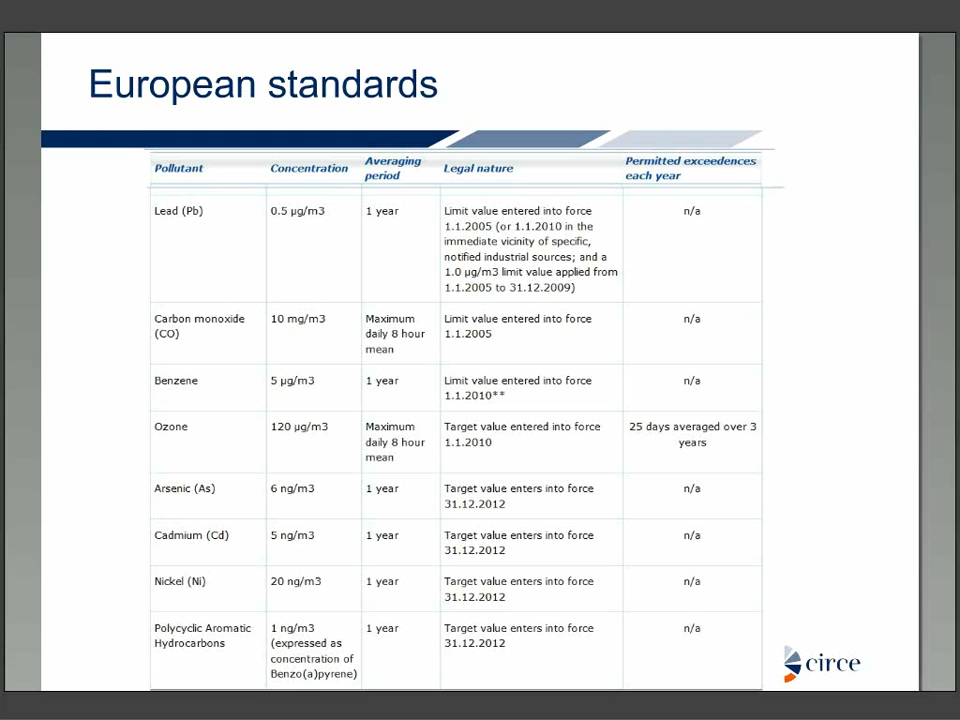 European standards
Pollutant Concentration Averaging period Legal nature Permitted exceedences each year
Lead (Pb) 0.5 µg/m3 1 year Limit value entered into force 1.1.2005 (or 1.1.2010 in the immediate vicinity of specific, notified industrial sources; and a 1.0 µg/m3 limit value applied from 1.1.2005 to 31.12.2009) n/a
Carbon monoxide (CO) 10 mg/m3 Maximum daily 8 hour mean Limit value entered into force 1.1.2005 n/a
Benzene 5 µg/m3 1 year Limit value entered into force 1.1.2010** n/a
Ozone 120 µg/m3 Maximum daily 8 hour mean Target value entered into force 1.1.2010 25 days averaged over 3 years
Arsenic (As) 6 ng/m3 1 year Target value enters into force 31.12.2012 n/a
Cadmium (Cd) 5 ng/m3 1 year Target value enters into force 31.12.2012 n/a
Nickel (Ni) 20 ng/m3 1 year Target value enters into force 31.12.2012 n/a
Polycyclic Aromatic Hydrocarbons 1 ng/m3 (expressed as concentration of Benzo(a)pyrene) 1 year Target value enters into force 31.12.2012 n/a
circe